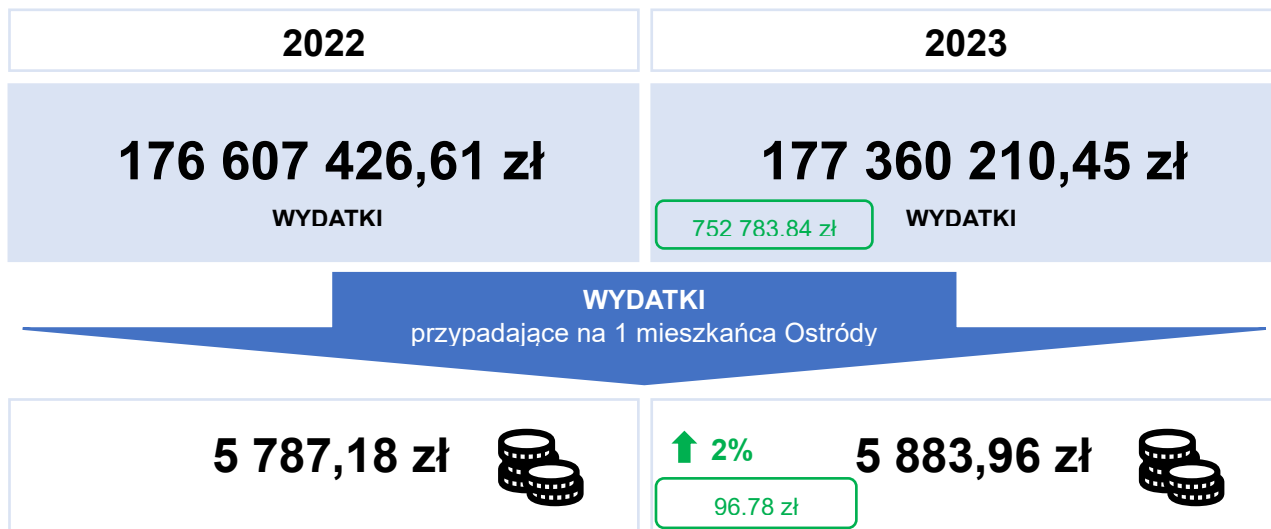 2022
2023
176 607 426,61 zł
WYDATKI
177 360 210,45 zł
752 783.84 zł
WYDATKI
WYDATKI
przypadające na 1 mieszkańca Ostródy
5 787,18 zł
2%
5 883,96 zł
96.78 zł